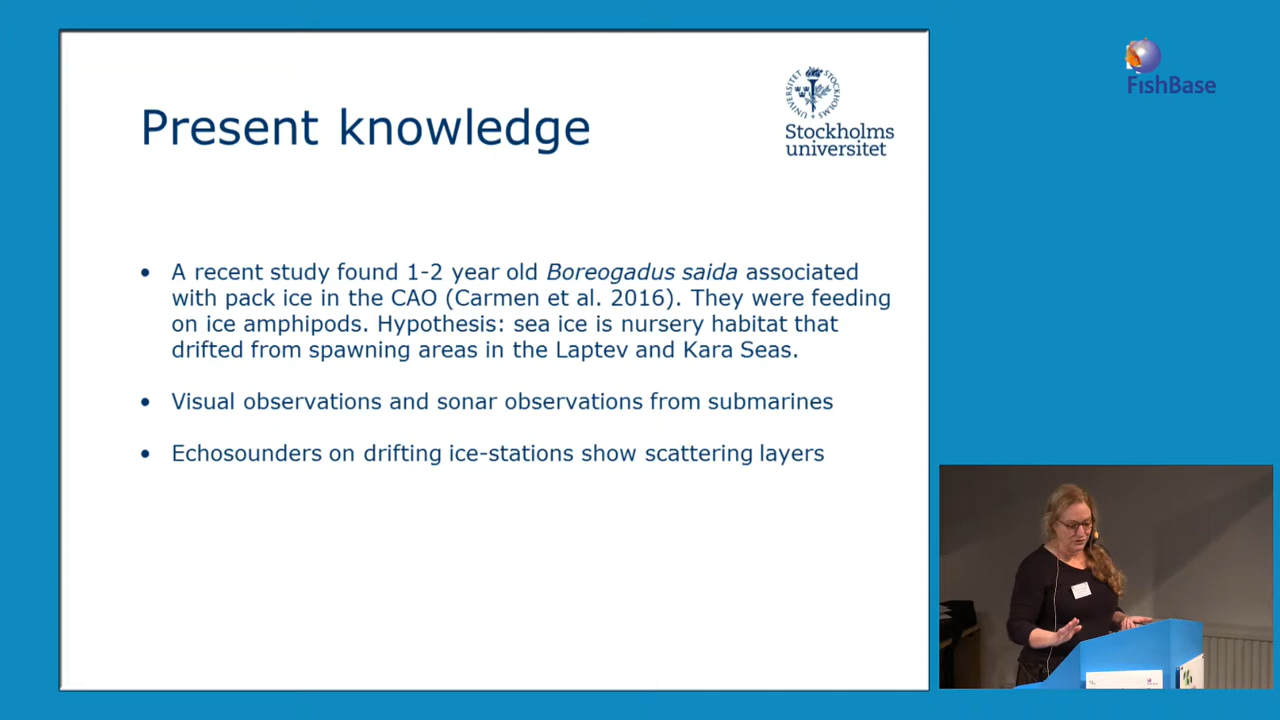 FishBase
UNIVERSITET STOCKHOLMS
Stockholms
universitet
Present knowledge
• A recent study found 1-2 year old Boreogadus saida associated
with pack ice in the CAO (Carmen et al. 2016). They were feeding
on ice amphipods. Hypothesis: sea ice is nursery habitat that
drifted from spawning areas in the Laptev and Kara Seas.
• Visual observations and sonar observations from submarines
• Echosounders on drifting ice-stations show scattering layers